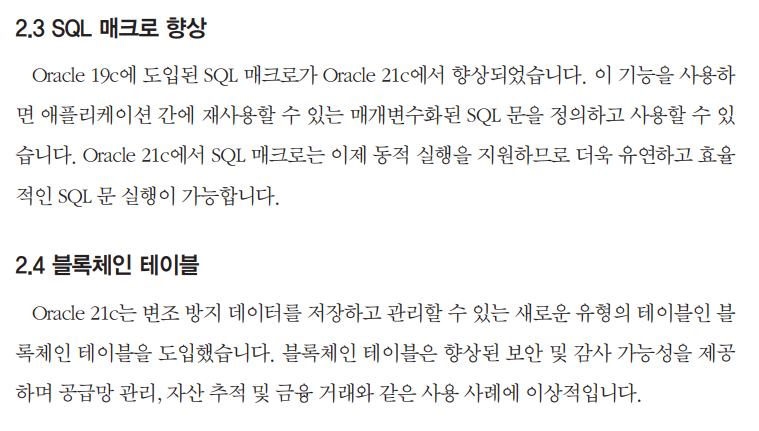 2.3 SQL 매크로 향상
Oracle 19c에 도입된 SQL 매크로가 Oracle 21c에서 향상되었습니다. 이 기능을 사용하
면 애플리케이션 간에 재사용할 수 있는 매개변수화된 SQL 문을 정의하고 사용할 수 있
습니다. Oracle 21c에서 SQL 매크로는 이제 동적 실행을 지원하므로 더욱 유연하고 효율
적인 SQL 문 실행이 가능합니다.
2.4 블록체인 테이블
Oracle 21c는 변조 방지 데이터를 저장하고 관리할 수 있는 새로운 유형의 테이블인 블
록체인 테이블을 도입했습니다. 블록체인 테이블은 향상된 보안 및 감사 가능성을 제공
하며 공급망 관리, 자산 추적 및 금융 거래와 같은 사용 사례에 이상적입니다.